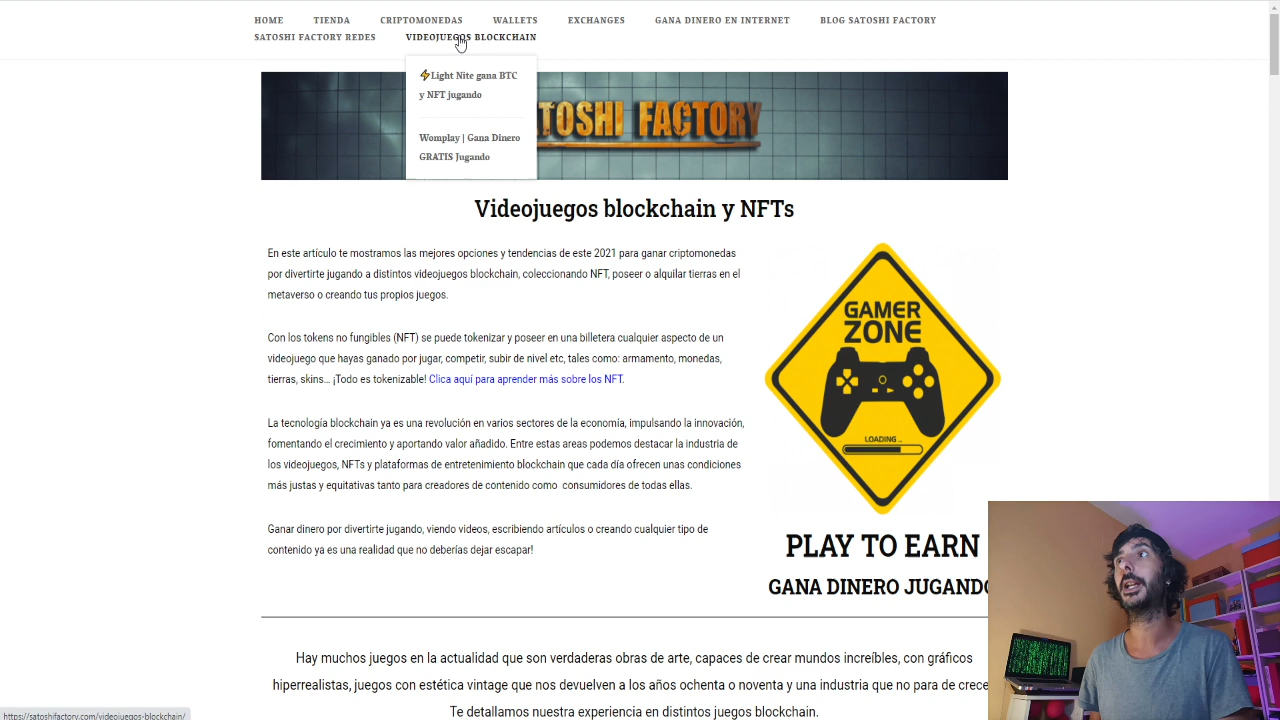 HOME TIENDA CRIPTOMONEDAS WALLETS EXCHANGES GANA DINERO EN INTERNET BLOG SATOSHI FACTORY
SATOSHI FACTORY REDES VIDEOJUEGOS BLOCKCHAIN
⚡Light Nite gana BTC
y NFT jugando
Womplay | Gana Dinero
GRATIS Jugando
TOSHI FACTORY
Videojuegos blockchain y NFTs
En este artículo te mostramos las mejores opciones y tendencias de este 2021 para ganar criptomonedas
por divertirte jugando a distintos videojuegos blockchain, coleccionando NFT, poseer o alquilar tierras en el
metaverso o creando tus propios juegos.
Con los tokens no fungibles (NFT) se puede tokenizar y poseer en una billetera cualquier aspecto de un
videojuego que hayas ganado por jugar, competir, subir de nivel etc, tales como: armamento, monedas,
tierras, skins... ¡Todo es tokenizable! Clica aquí para aprender más sobre los NFT.
La tecnología blockchain ya es una revolución en varios sectores de la economía, impulsando la innovación,
fomentando el crecimiento y aportando valor añadido. Entre estas areas podemos destacar la industria de
los videojuegos, NFTs y plataformas de entretenimiento blockchain que cada día ofrecen unas condiciones
más justas y equitativas tanto para creadores de contenido como consumidores de todas ellas.
Ganar dinero por divertirte jugando, viendo videos, escribiendo artículos o creando cualquier tipo de
contenido ya es una realidad que no deberías dejar escapar!
GAMER
ZONE
LOADING...
PLAY TO EARN
GANA DINERO JUGANDO
Hay muchos juegos en la actualidad que son verdaderas obras de arte, capaces de crear mundos increíbles, con gráficos
hiperrealistas, juegos con estética vintage que nos devuelven a los años ochenta o noventa y una industria que no para de crece
Te detallamos nuestra experiencia en distintos juegos blockchain.
https://satoshifactory.com/videojuegos-blockchain/